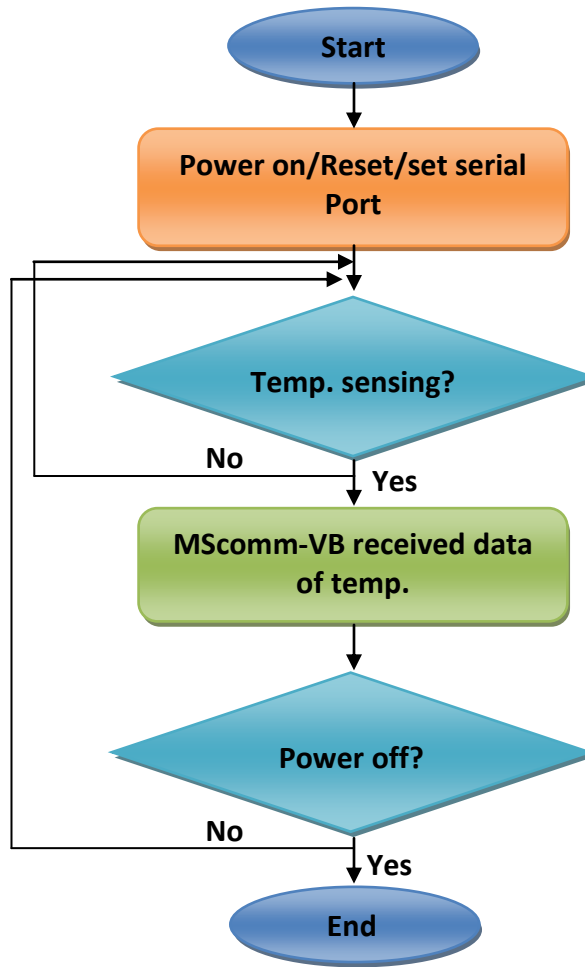 Start
Power on/Reset/set serial
Port
Temp. sensing?
No
Yes
MScomm-VB received data
of temp.
Power off?
No
Yes
End